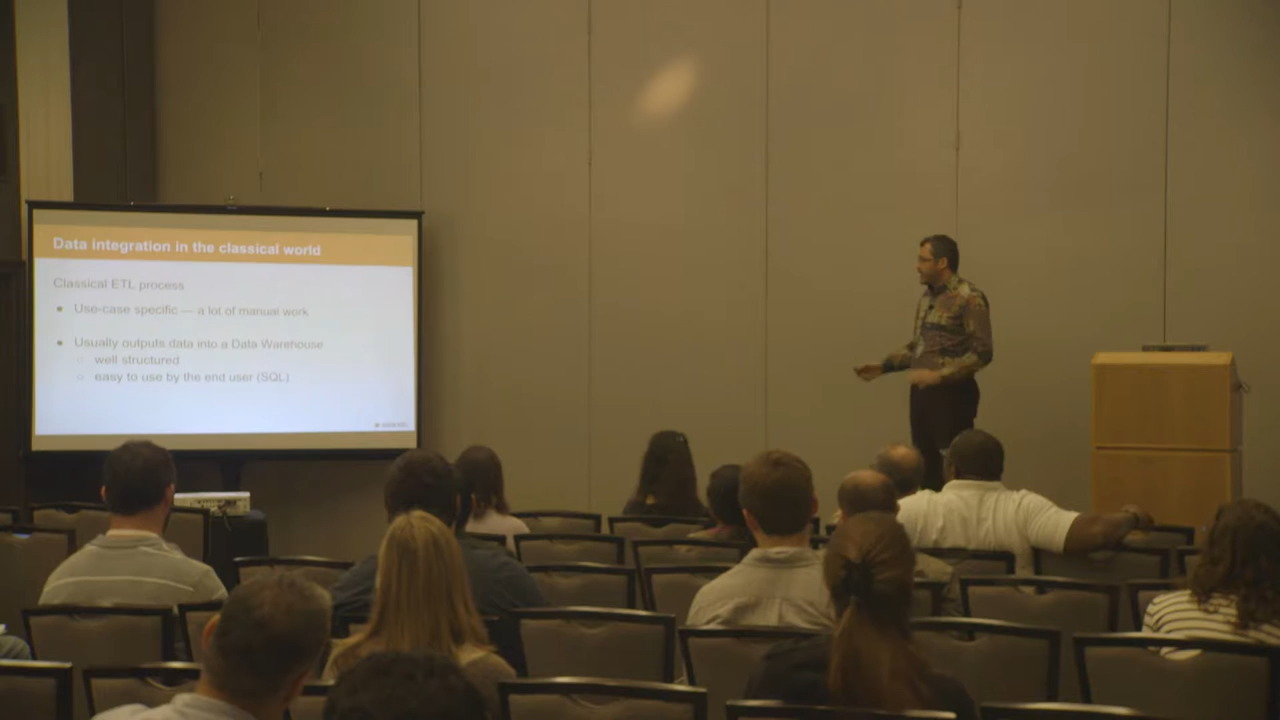 Data integration in the classical world
Classical ETL process
Use-case specific — a lot of manual work
Usually outputs data into a Data Warehouse
well structured
easy to use by the end user (SQL)